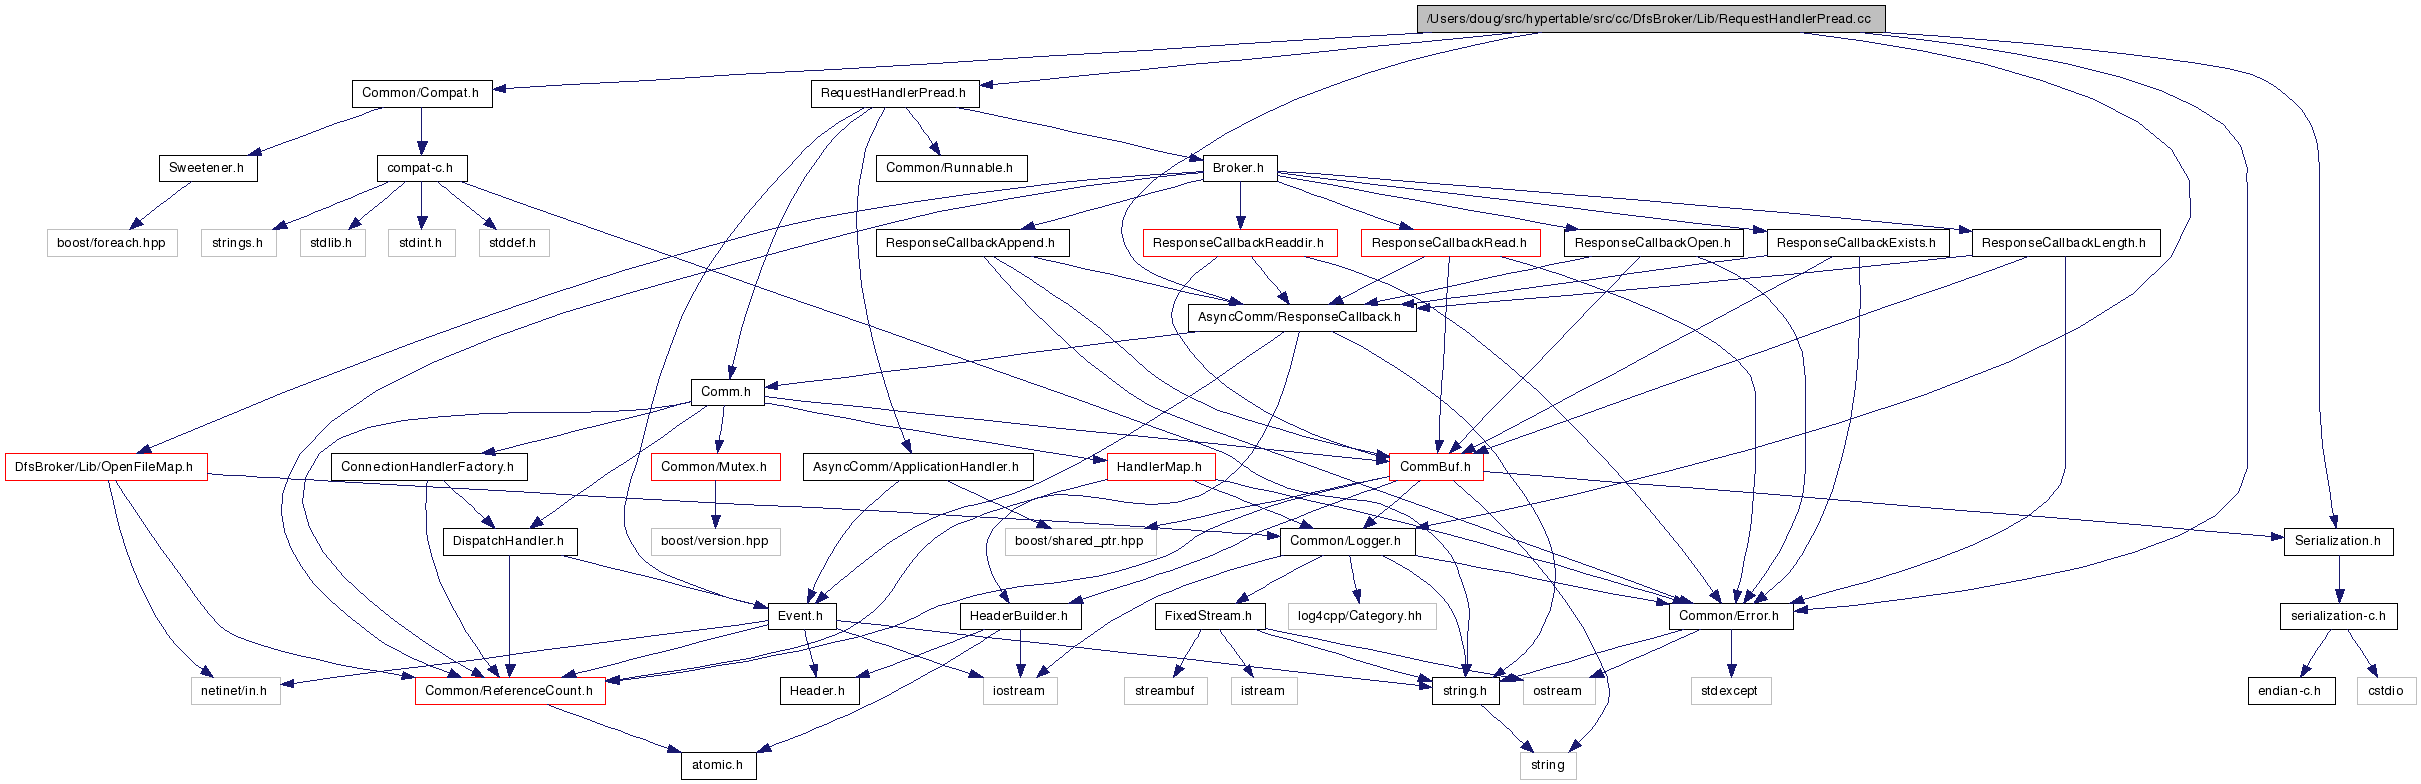 /Users/doug/src/hypertable/src/cc/DfsBroker/Lib/RequestHandlerPread.cc
Common/Compat.h
RequestHandlerPread.h
Sweetener.h
compat-c.h
Common/Runnable.h
Broker.h
boost/foreach.hpp
strings.h
stdlib.h
stdint.h
stddef.h
ResponseCallbackAppend.h
ResponseCallbackReaddir.h
ResponseCallbackRead.h
ResponseCallbackOpen.h
ResponseCallbackExists.h
ResponseCallbackLength.h
AsyncComm/ResponseCallback.h
Comm.h
DfsBroker/Lib/OpenFileMap.h
ConnectionHandlerFactory.h
Common/Mutex.h
AsyncComm/ApplicationHandler.h
HandlerMap.h
CommBuf.h
DispatchHandler.h
boost/version.hpp
boost/shared_ptr.hpp
Common/Logger.h
Serialization.h
Event.h
HeaderBuilder.h
FixedStream.h
log4cpp/Category.hh
Common/Error.h
serialization-c.h
netinet/in.h
Common/ReferenceCount.h
Header.h
iostream
streambuf
istream
string.h
ostream
stdexcept
endian-c.h
cstdio
atomic.h
string